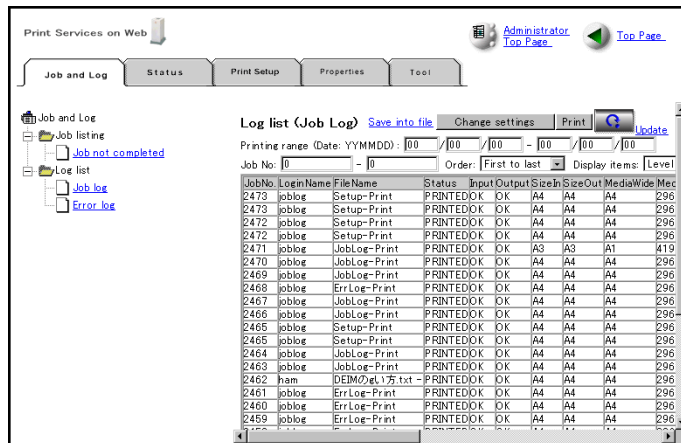 Print Services on Web
Administrator
Top Page
Top Page
Job and Log
Status
Print Setup
Properties
Tool
Job and Log
Job listing
Job not completed
Log list
Job log
Error log
Log list (Job Log) Save into file Change settings Print Update
Printing range (Date: YYMMDD) : 00 /00 /00 - 00 /00 /00
Job No: 0 - 0 Order: First to last Display items: Level
JobNo. LoginName FileName Status Input Output SizeIn SizeOut MediaWide Med
2473 joblog Setup-Print PRINTED OK OK A4 A4 A4 296
2473 joblog Setup-Print PRINTED OK OK A4 A4 A4 296
2472 joblog Setup-Print PRINTED OK OK A4 A4 A4 296
2472 joblog Setup-Print PRINTED OK OK A4 A4 A4 296
2471 joblog JobLog-Print PRINTED OK OK A3 A3 A1 419
2470 joblog JobLog-Print PRINTED OK OK A4 A4 A4 296
2469 joblog JobLog-Print PRINTED OK OK A4 A4 A4 296
2468 joblog ErrLog-Print PRINTED OK OK A4 A4 A4 296
2467 joblog JobLog-Print PRINTED OK OK A4 A4 A4 296
2466 joblog JobLog-Print PRINTED OK OK A4 A4 A4 296
2465 joblog Setup-Print PRINTED OK OK A4 A4 A4 296
2465 joblog Setup-Print PRINTED OK OK A4 A4 A4 296
2464 joblog JobLog-Print PRINTED OK OK A4 A4 A4 296
2463 joblog JobLog-Print PRINTED OK OK A4 A4 A4 296
2462 ham DEIMのgい方.txt - PRINTED OK OK A4 A4 A4 296
2461 joblog ErrLog-Print PRINTED OK OK A4 A4 A4 296
2460 joblog ErrLog-Print PRINTED OK OK A4 A4 A4 296
2459 joblog ErrLog-Print PRINTED OK OK A4 A4 A4 296